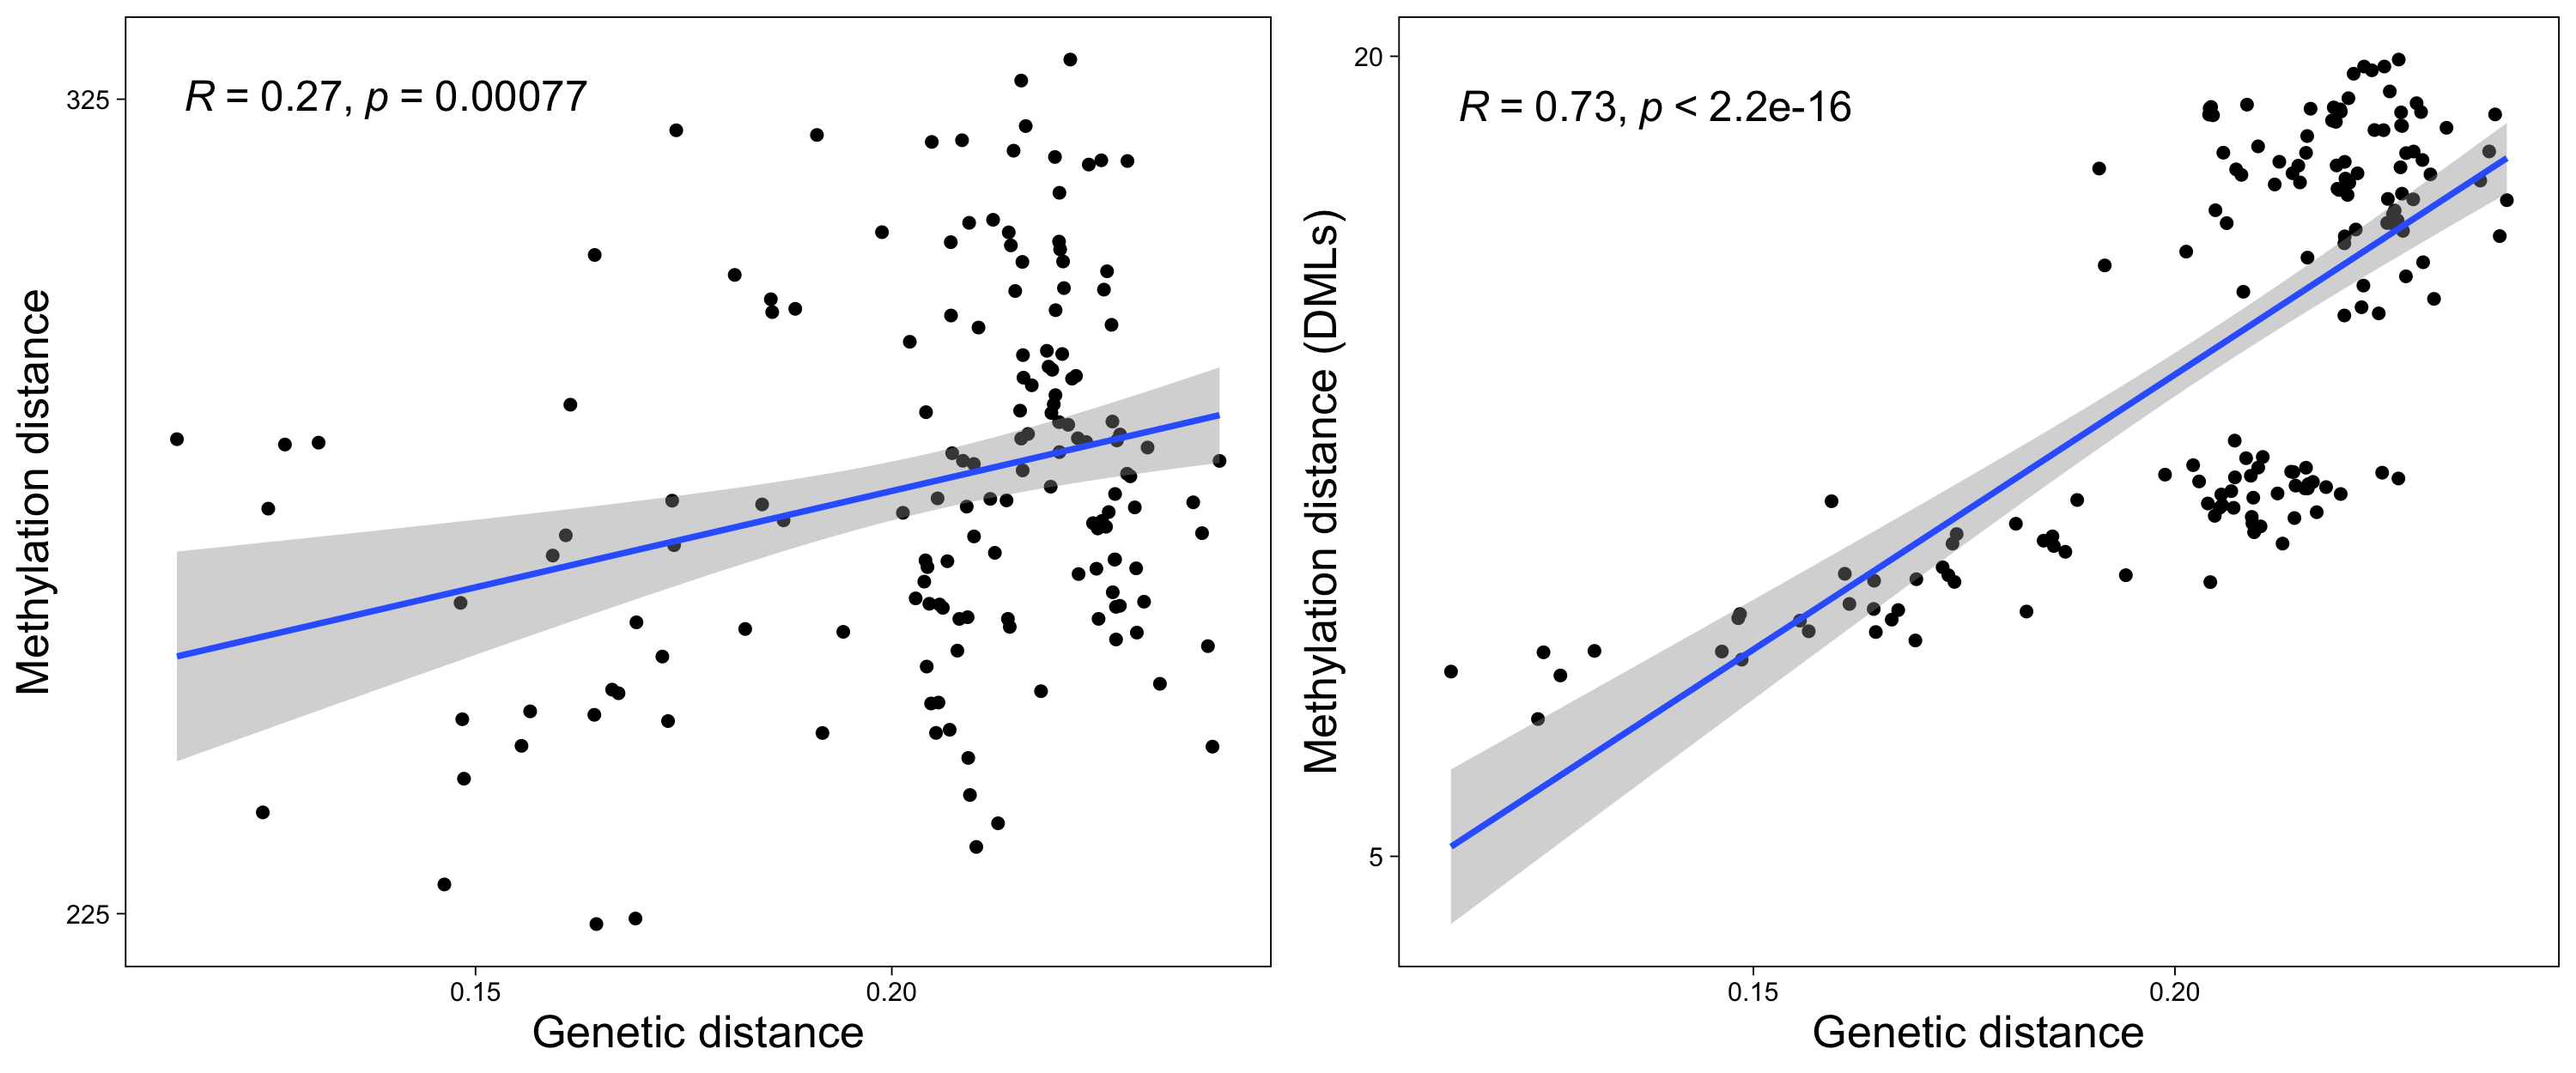 R = 0.27, p = 0.00077
325
225
Methylation distance
0.15
0.20
Genetic distance
R = 0.73, p < 2.2e-16
20
5
Methylation distance (DMLs)
0.15
0.20
Genetic distance